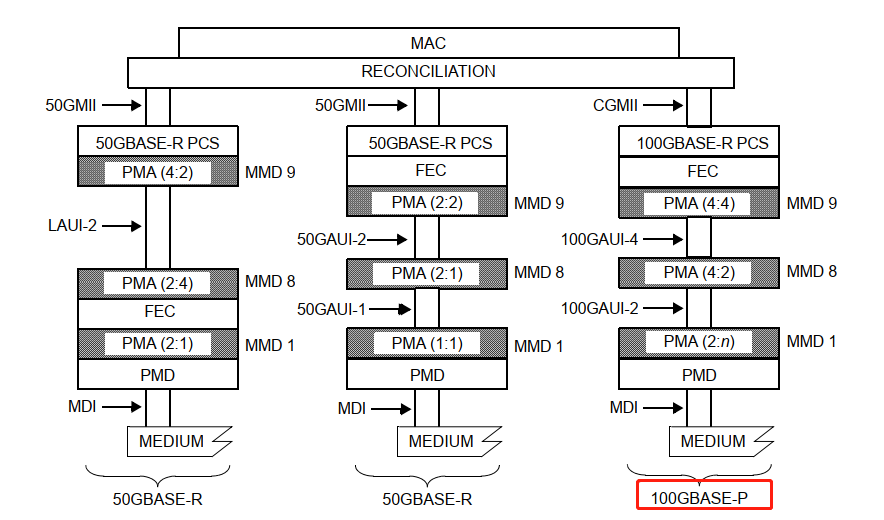 MAC
RECONCILIATION
50GMII
50GMII
CGMII
50GBASE-R PCS
50GBASE-R PCS
100GBASE-R PCS
PMA (4:2)
MMD 9
FEC
FEC
PMA (2:2)
MMD 9
PMA (4:4)
MMD 9
LAUI-2
50GAUI-2
100GAUI-4
PMA (2:4)
MMD 8
PMA (2:1)
MMD 8
PMA (4:2)
MMD 8
FEC
50GAUI-1
100GAUI-2
PMA (2:1)
MMD 1
PMA (1:1)
MMD 1
PMA (2:n)
MMD 1
PMD
PMD
PMD
MDI
MDI
MDI
MEDIUM
MEDIUM
MEDIUM
50GBASE-R
50GBASE-R
100GBASE-P